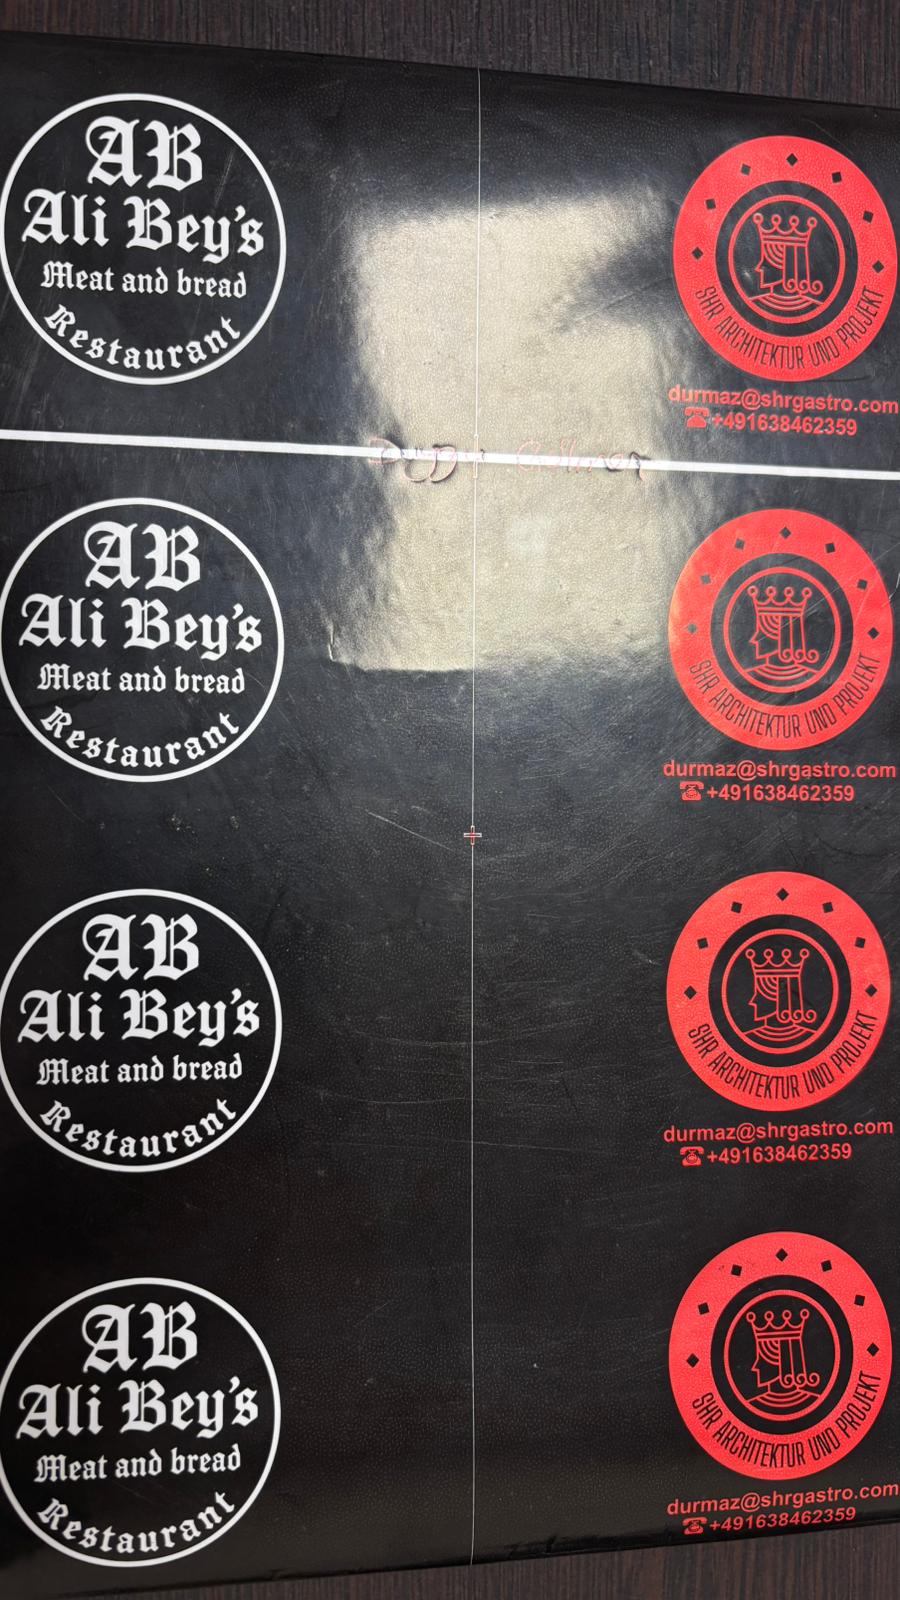 AB
Ali Bey's
Meat and bread
Restaurant
SHR ARCHITEKTUR UND PROJEKT
durmaz@shrgastro.com
☎+491638462359
AB
Ali Bey's
Meat and bread
Restaurant
SHR ARCHITEKTUR UND PROJEKT
durmaz@shrgastro.com
☎+491638462359
AB
Ali Bey's
Meat and bread
Restaurant
SHR ARCHITEKTUR UND PROJEKT
durmaz@shrgastro.com
☎+491638462359
AB
Ali Bey's
Meat and bread
Restaurant
SHR ARCHITEKTUR UND PROJEKT
durmaz@shrgastro.com
☎+491638462359